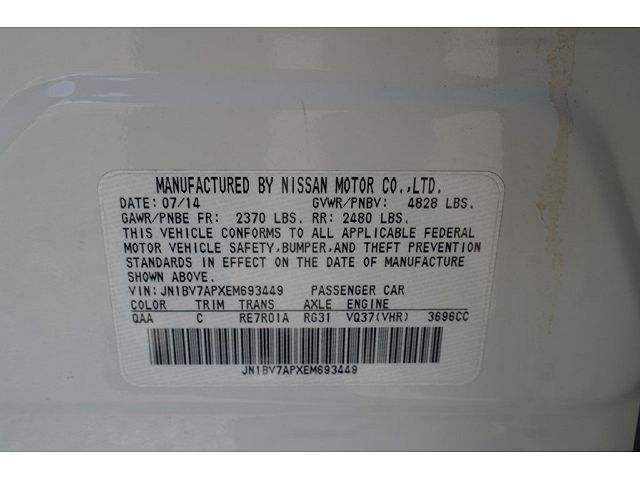 MANUFACTURED BY NISSAN MOTOR CO.,LTD.
DATE: 07/14 GVWR/PNBV: 4828 LBS.
GAWR/PNBE FR: 2370 LBS. RR: 2480 LBS.
THIS VEHICLE CONFORMS TO ALL APPLICABLE FEDERAL
MOTOR VEHICLE SAFETY,BUMPER,AND THEFT PREVENTION
STANDARDS IN EFFECT ON THE DATE OF MANUFACTURE
SHOWN ABOVE.
VIN: JN1BV7APXEM693449 PASSENGER CAR
COLOR TRIM TRANS AXLE ENGINE
QAA C RE7R01A RG31 VQ37(VHR) 3696CC
JN1BV7APXEM693449